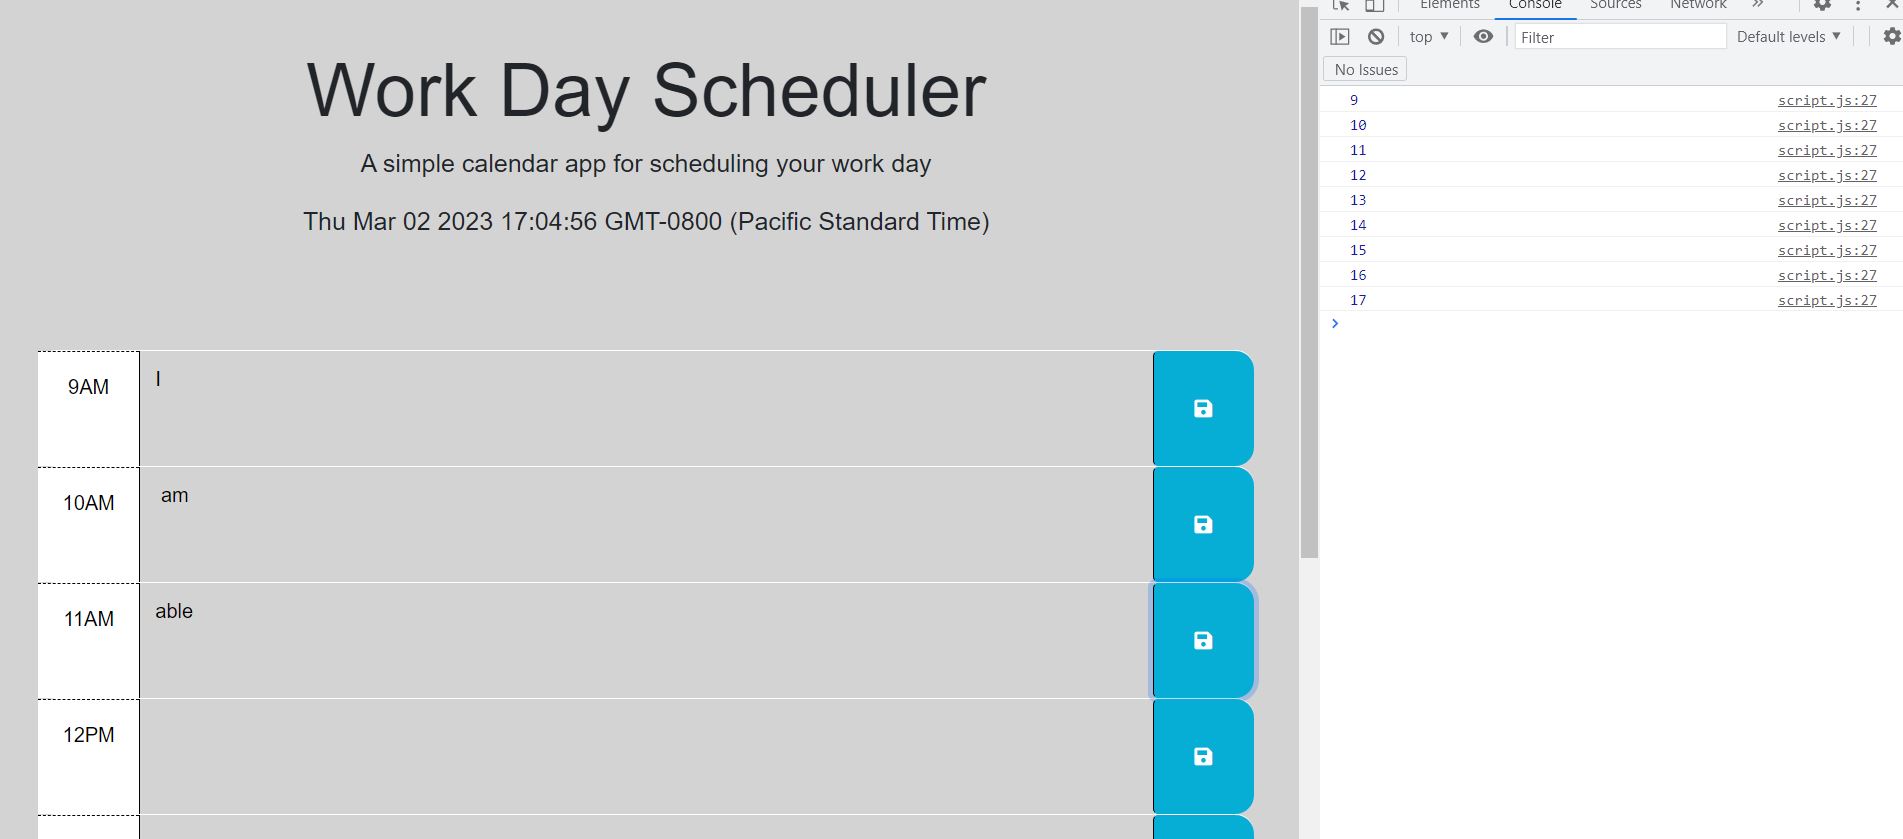 Work Day Scheduler
A simple calendar app for scheduling your work day
Thu Mar 02 2023 17:04:56 GMT-0800 (Pacific Standard Time)
9AM I
10AM am
11AM able
12PM
Elements Console Sources Network »
top ▼ Filter Default levels ▼
No Issues
9 script.js:27
10 script.js:27
11 script.js:27
12 script.js:27
13 script.js:27
14 script.js:27
15 script.js:27
16 script.js:27
17 script.js:27